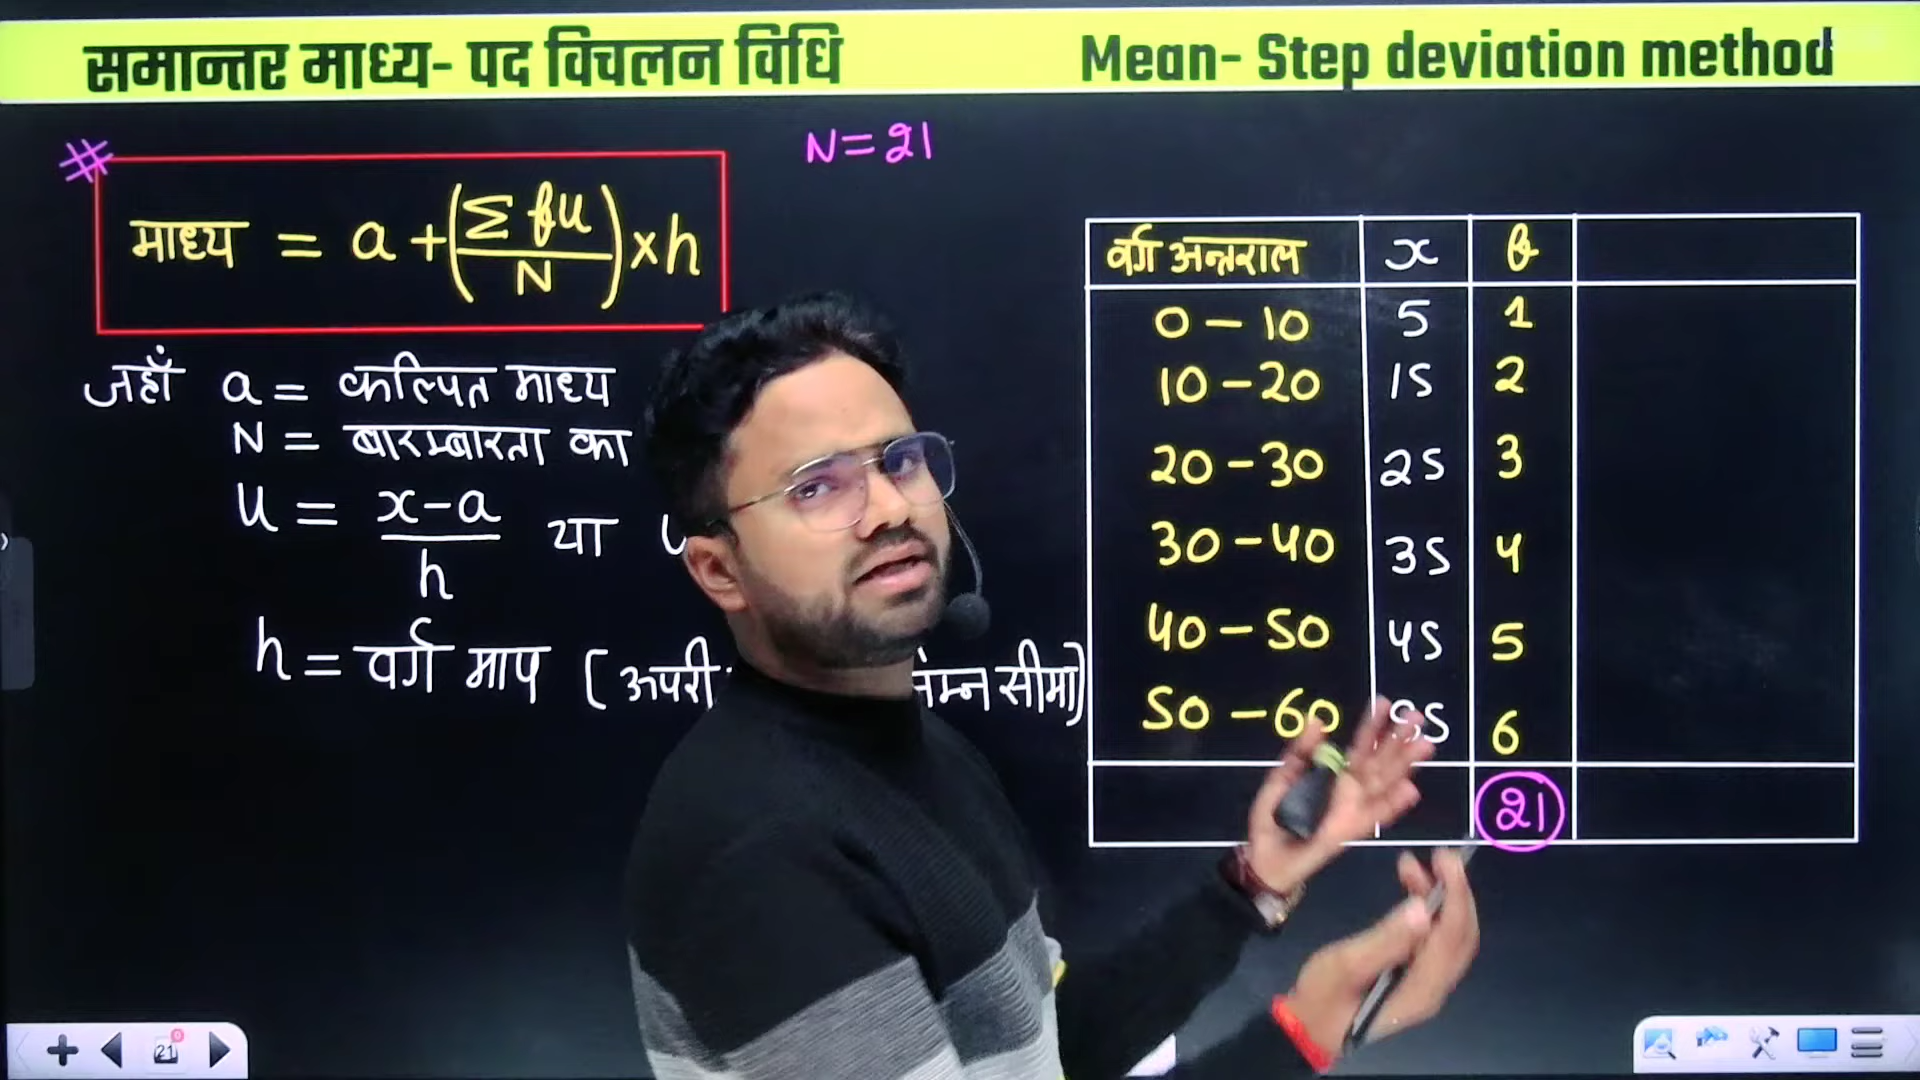 समान्तर माध्य- पद विचलन विधि
Mean- Step deviation method
N = 21
#
माध्य = a + (Σfu / N) × h
जहाँ a = कल्पित माध्य
N = बारम्बारता का
u = x-a / h या
h = वर्ग माप ( ऊपरी निम्न सीमा)
वर्ग अन्तराल x f
0 - 10 5 1
10 - 20 15 2
20 - 30 25 3
30 - 40 35 4
40 - 50 45 5
50 - 60 55 6
21
21